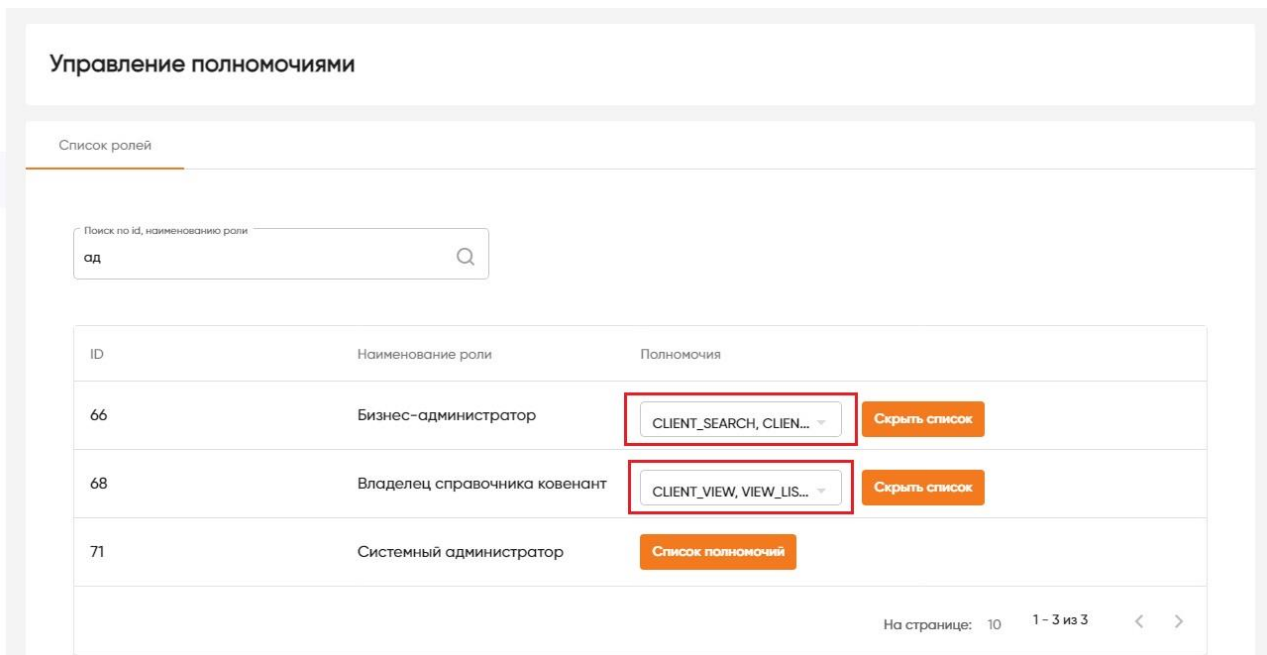 Управление полномочиями
Список ролей
Поиск по id, наименованию роли
ад
ID Наименование роли Полномочия
66 Бизнес-администратор CLIENT_SEARCH, CLIEN... Скрыть список
68 Владелец справочника ковенант CLIENT_VIEW, VIEW_LIS... Скрыть список
71 Системный администратор Список полномочий
На странице: 10 1 - 3 из 3